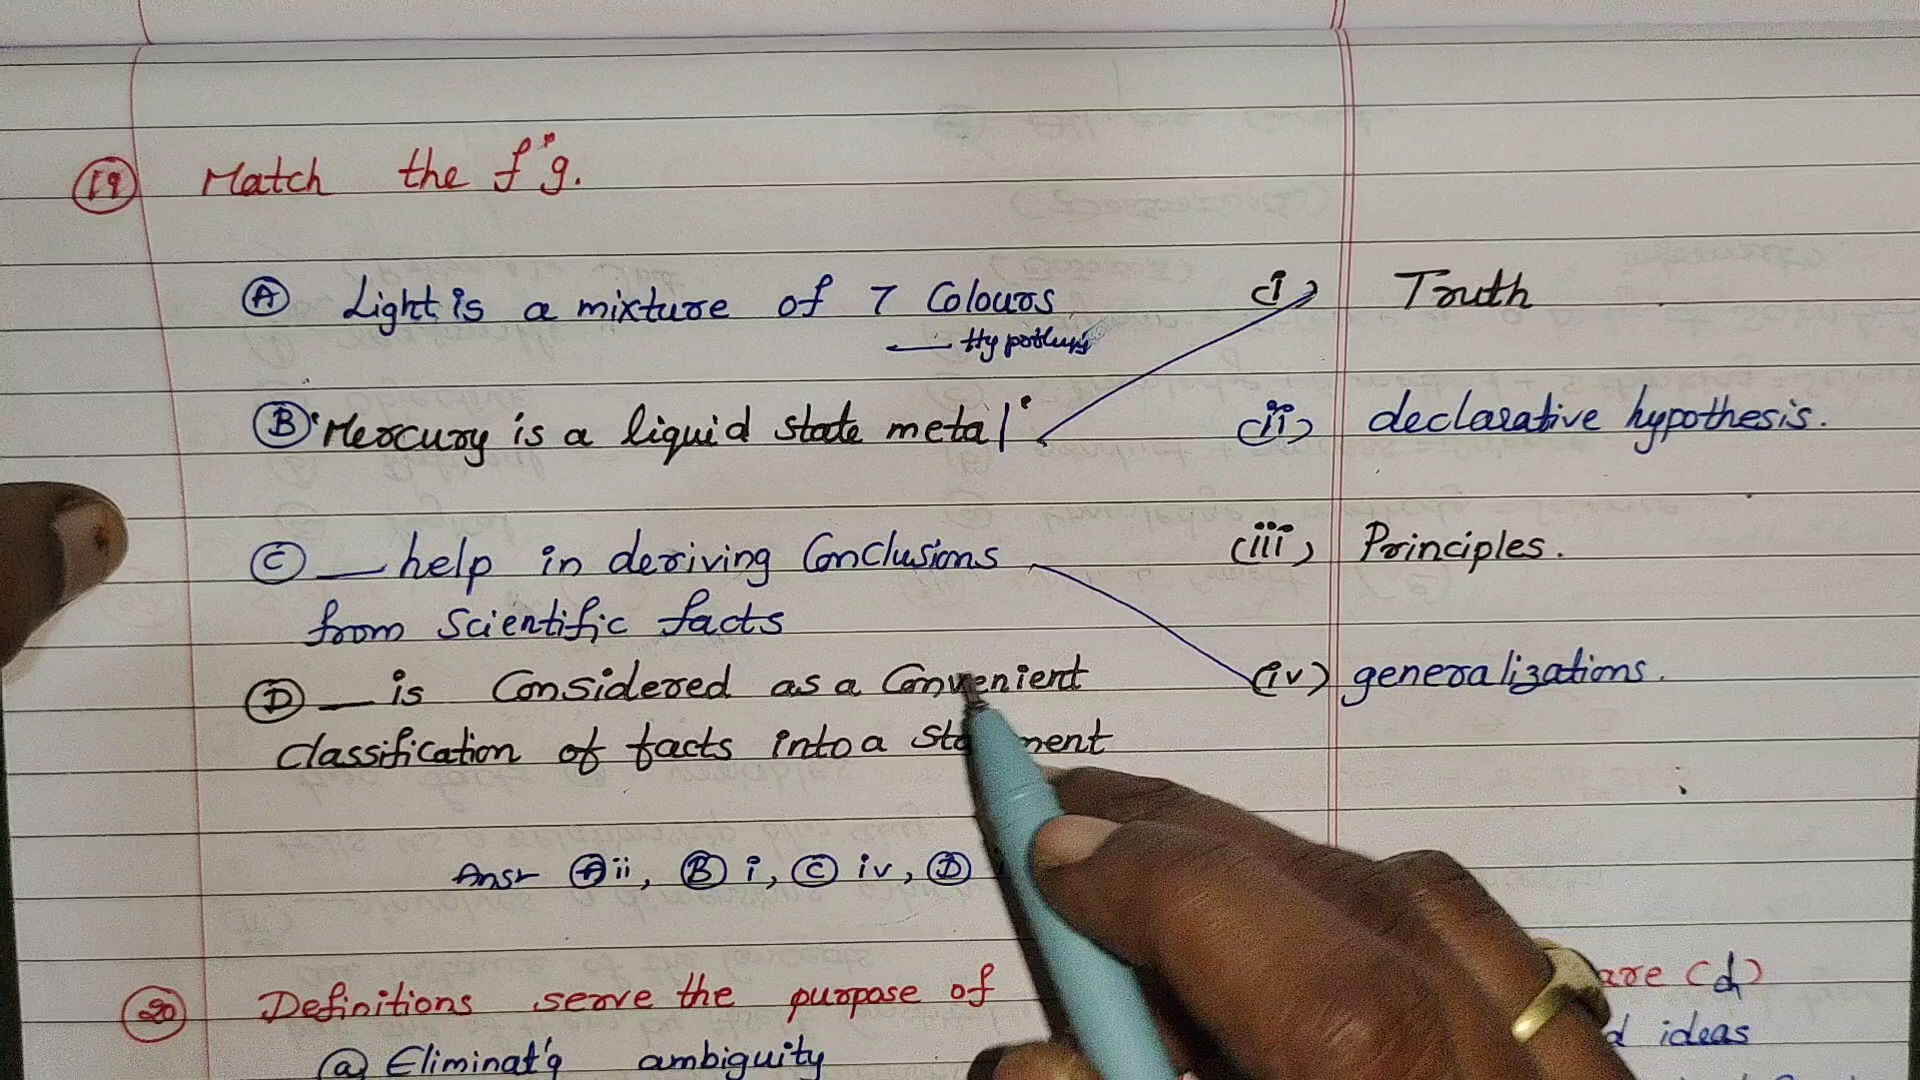 19 Match the f"g.
A Light is a mixture of 7 Colours (i) Truth
— Hypothesis
B 'Mercury is a liquid state metal' (ii) declarative hypothesis.
C __ help in deriving Conclusions (iii) Principles.
from Scientific facts
D __ is Considered as a Convenient (iv) generalizations.
classification of facts into a
Ansr A ii, B i, C iv, D
20 Definitions serve the purpose of are (d)
ideas
(a) Eliminat'g ambiguity